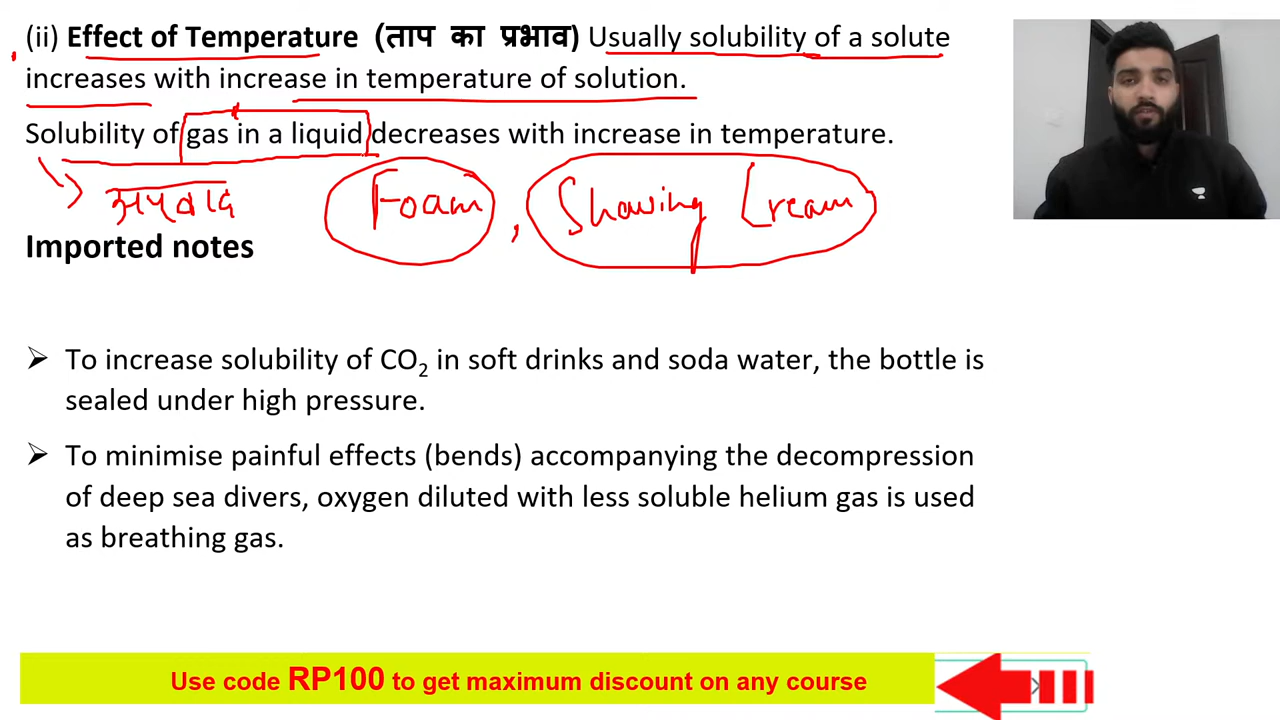 (ii) Effect of Temperature (ताप का प्रभाव) Usually solubility of a solute
increases with increase in temperature of solution.
Solubility of gas in a liquid decreases with increase in temperature.
अपवाद Foam, Shaving Cream
Imported notes
➢ To increase solubility of CO₂ in soft drinks and soda water, the bottle is
sealed under high pressure.
➢ To minimise painful effects (bends) accompanying the decompression
of deep sea divers, oxygen diluted with less soluble helium gas is used
as breathing gas.
Use code RP100 to get maximum discount on any course